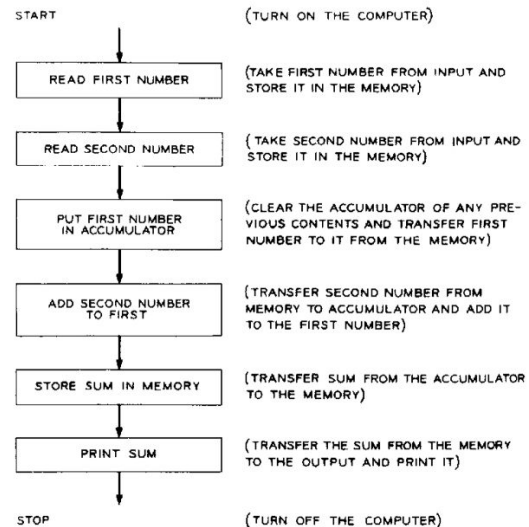 START
(TURN ON THE COMPUTER)
READ FIRST NUMBER
(TAKE FIRST NUMBER FROM INPUT AND
STORE IT IN THE MEMORY)
READ SECOND NUMBER
(TAKE SECOND NUMBER FROM INPUT AND
STORE IT IN THE MEMORY)
PUT FIRST NUMBER
IN ACCUMULATOR
(CLEAR THE ACCUMULATOR OF ANY PRE-
VIOUS CONTENTS AND TRANSFER FIRST
NUMBER TO IT FROM THE MEMORY)
ADD SECOND NUMBER
TO FIRST
(TRANSFER SECOND NUMBER FROM
MEMORY TO ACCUMULATOR AND ADD IT
TO THE FIRST NUMBER)
STORE SUM IN MEMORY
(TRANSFER SUM FROM THE ACCUMULATOR
TO THE MEMORY)
PRINT SUM
(TRANSFER THE SUM FROM THE MEMORY
TO THE OUTPUT AND PRINT IT)
STOP
(TURN OFF THE COMPUTER)